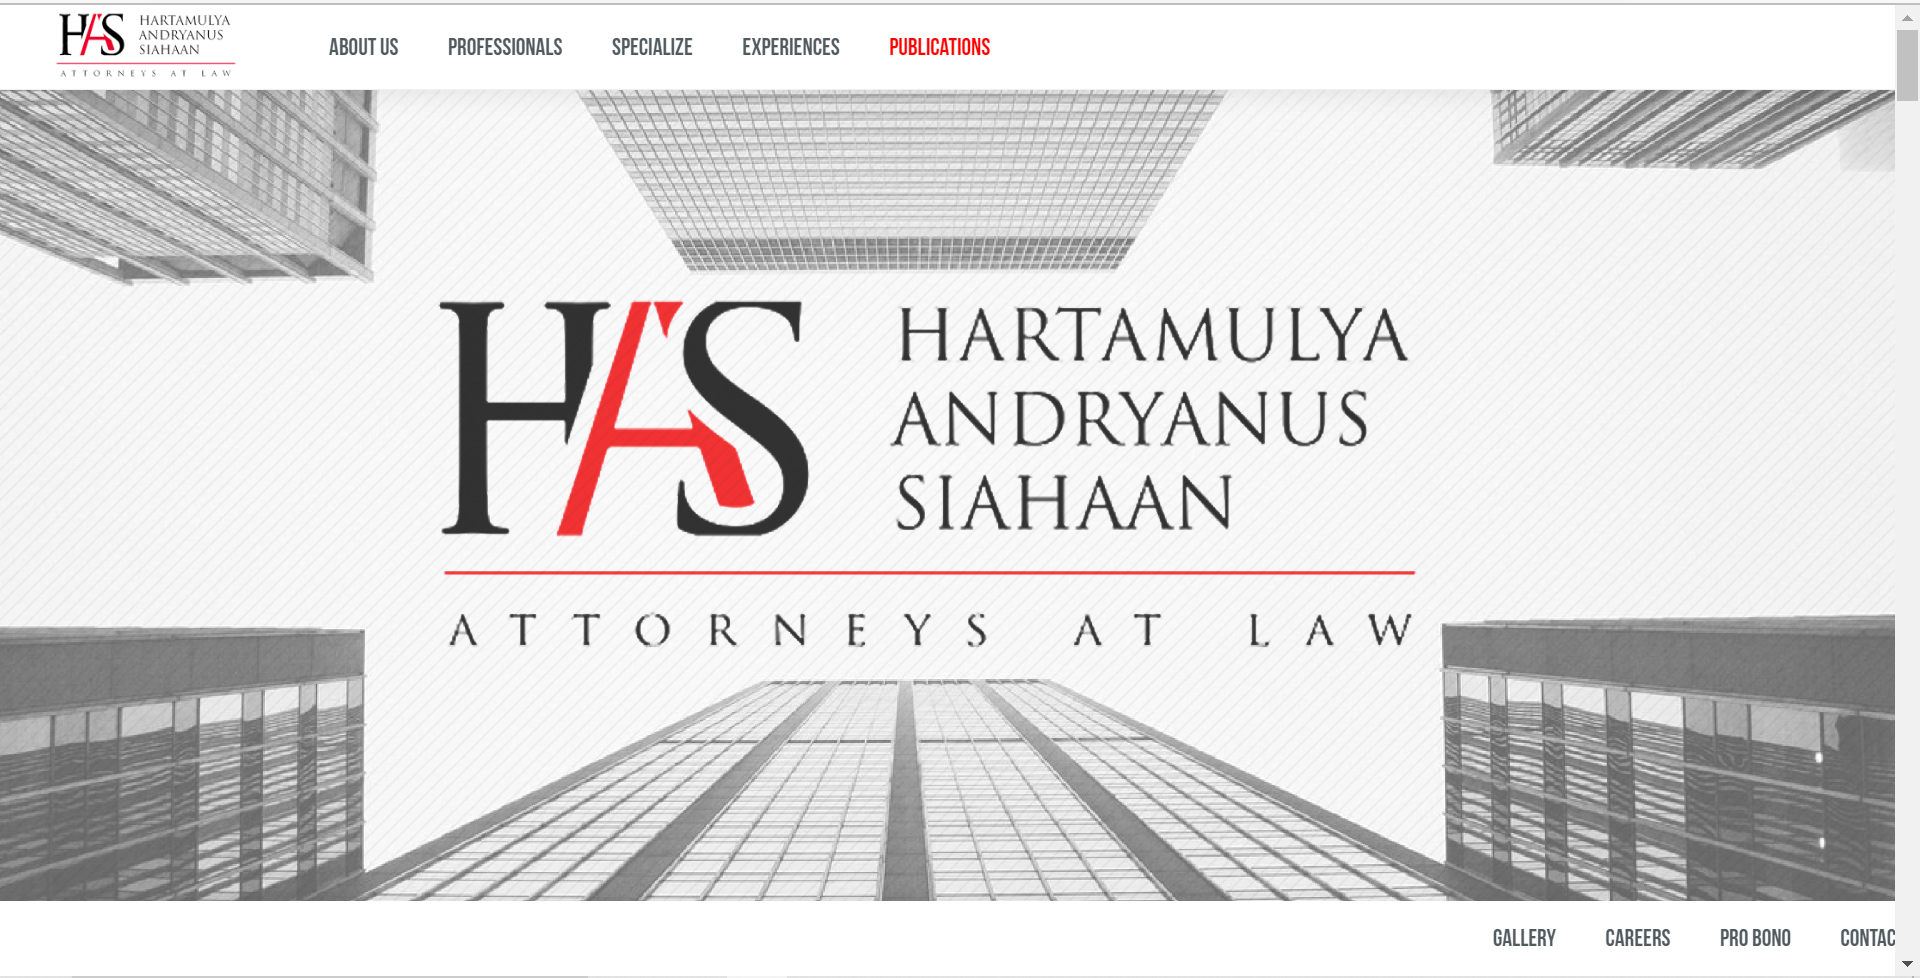 HAS HARTAMULYA
ANDRYANUS
SIAHAAN
ATTORNEYS AT LAW
ABOUT US PROFESSIONALS SPECIALIZE EXPERIENCES PUBLICATIONS
HAS
HARTAMULYA
ANDRYANUS
SIAHAAN
ATTORNEYS AT LAW
GALLERY CAREERS PRO BONO CONTAC